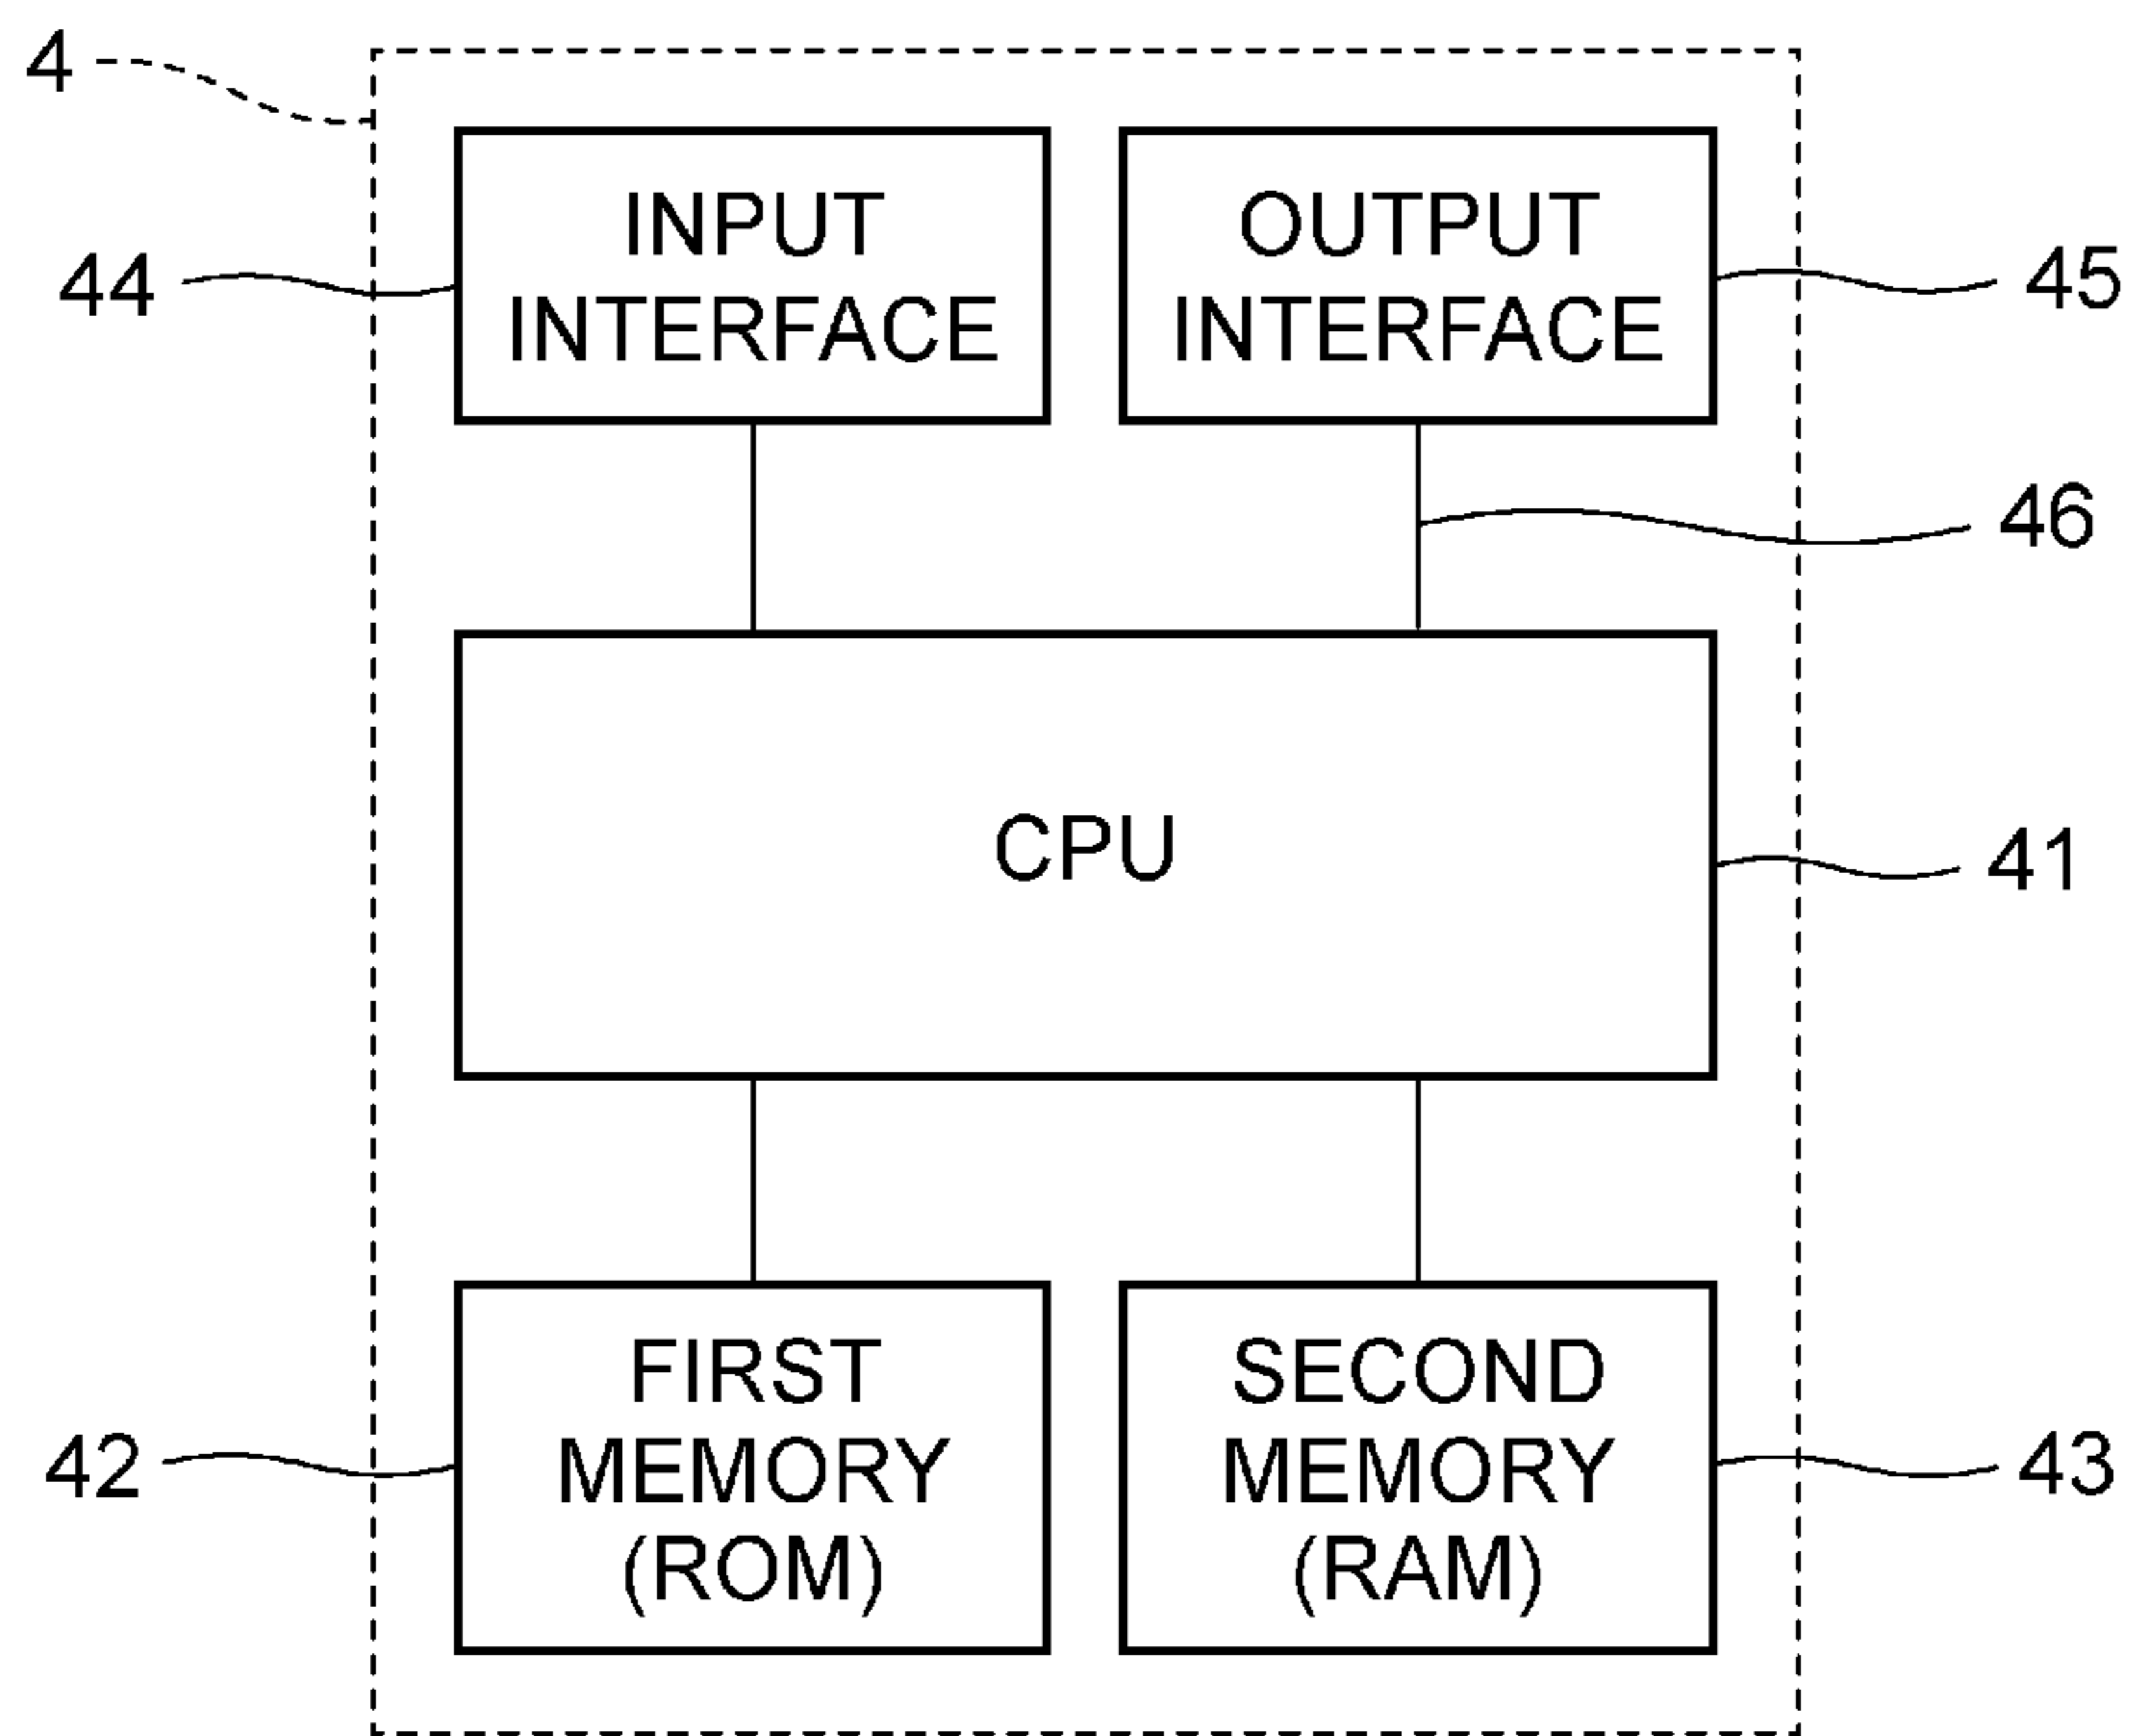 4
INPUT
INTERFACE
OUTPUT
INTERFACE
44
45
46
CPU
41
FIRST
MEMORY
(ROM)
SECOND
MEMORY
(RAM)
42
43